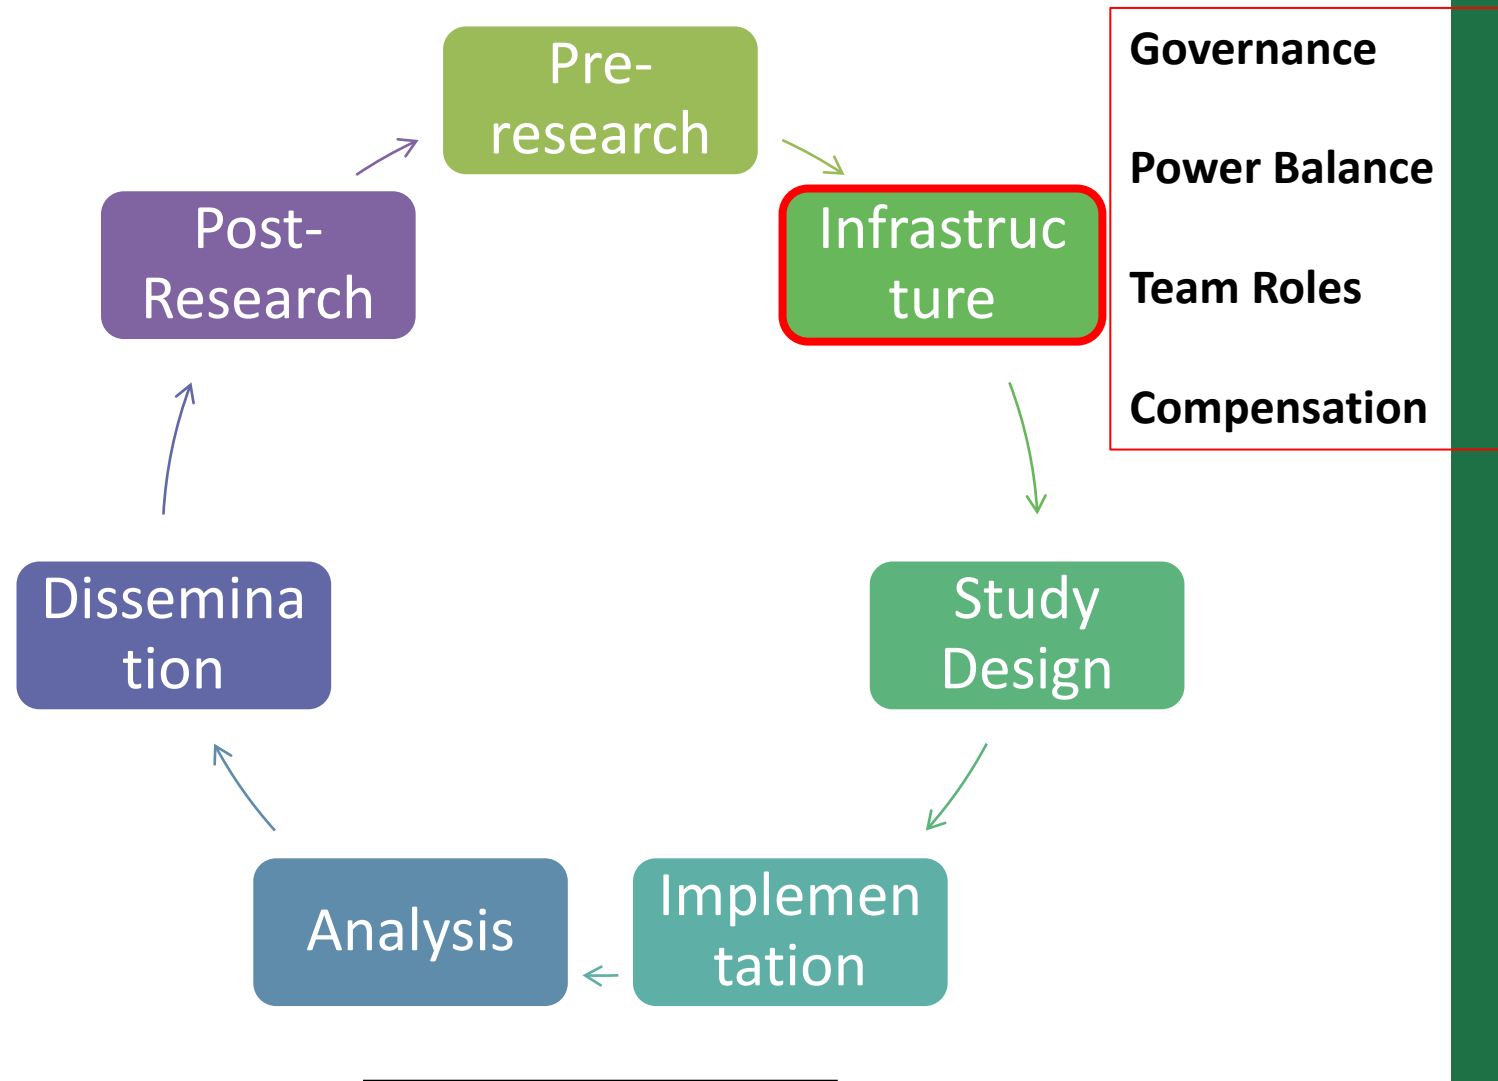 Pre-
research
Infrastruc
ture
Governance
Power Balance
Team Roles
Compensation
Study
Design
Implemen
tation
Analysis
Dissemina
tion
Post-
Research